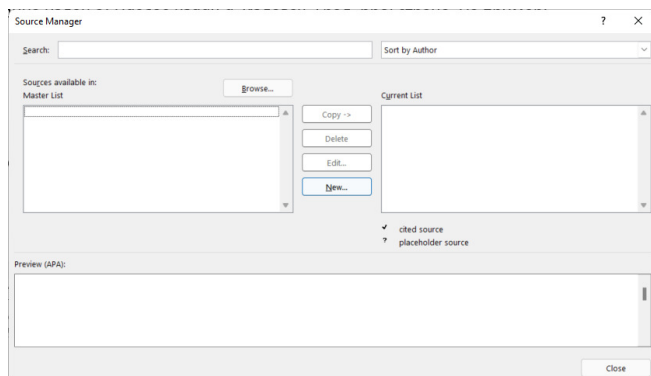 Source Manager
Search:
Sort by Author
Sources available in:
Master List
Browse...
Current List
Copy ->
Delete
Edit...
New...
cited source
? placeholder source
Preview (APA):
Close